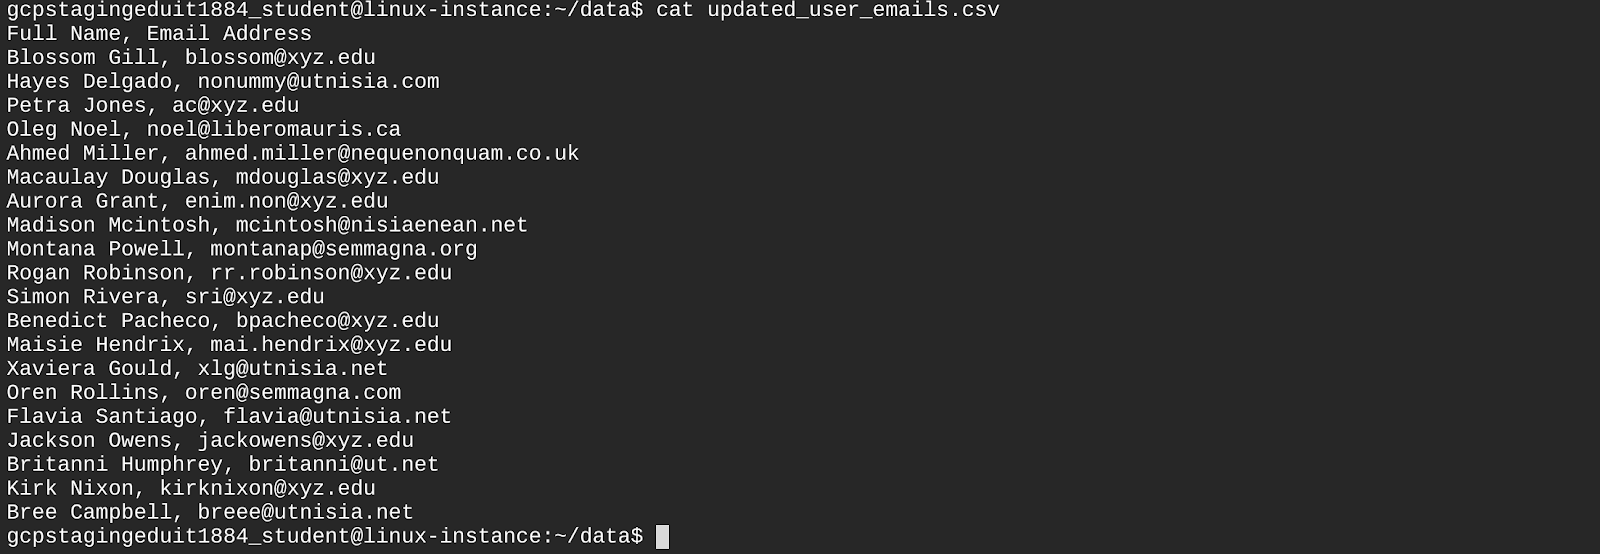 gcpstagingeduit1884_student@linux-instance:~/data$ cat updated_user_emails.csv
Full Name, Email Address
Blossom Gill, blossom@xyz.edu
Hayes Delgado, nonummy@utnisia.com
Petra Jones, ac@xyz.edu
Oleg Noel, noel@liberomauris.ca
Ahmed Miller, ahmed.miller@nequenonquam.co.uk
Macaulay Douglas, mdouglas@xyz.edu
Aurora Grant, enim.non@xyz.edu
Madison Mcintosh, mcintosh@nisiaenean.net
Montana Powell, montanap@semmagna.org
Rogan Robinson, rr.robinson@xyz.edu
Simon Rivera, sri@xyz.edu
Benedict Pacheco, bpacheco@xyz.edu
Maisie Hendrix, mai.hendrix@xyz.edu
Xaviera Gould, xlg@utnisia.net
Oren Rollins, oren@semmagna.com
Flavia Santiago, flavia@utnisia.net
Jackson Owens, jackowens@xyz.edu
Britanni Humphrey, britanni@ut.net
Kirk Nixon, kirknixon@xyz.edu
Bree Campbell, breee@utnisia.net
gcpstagingeduit1884_student@linux-instance:~/data$